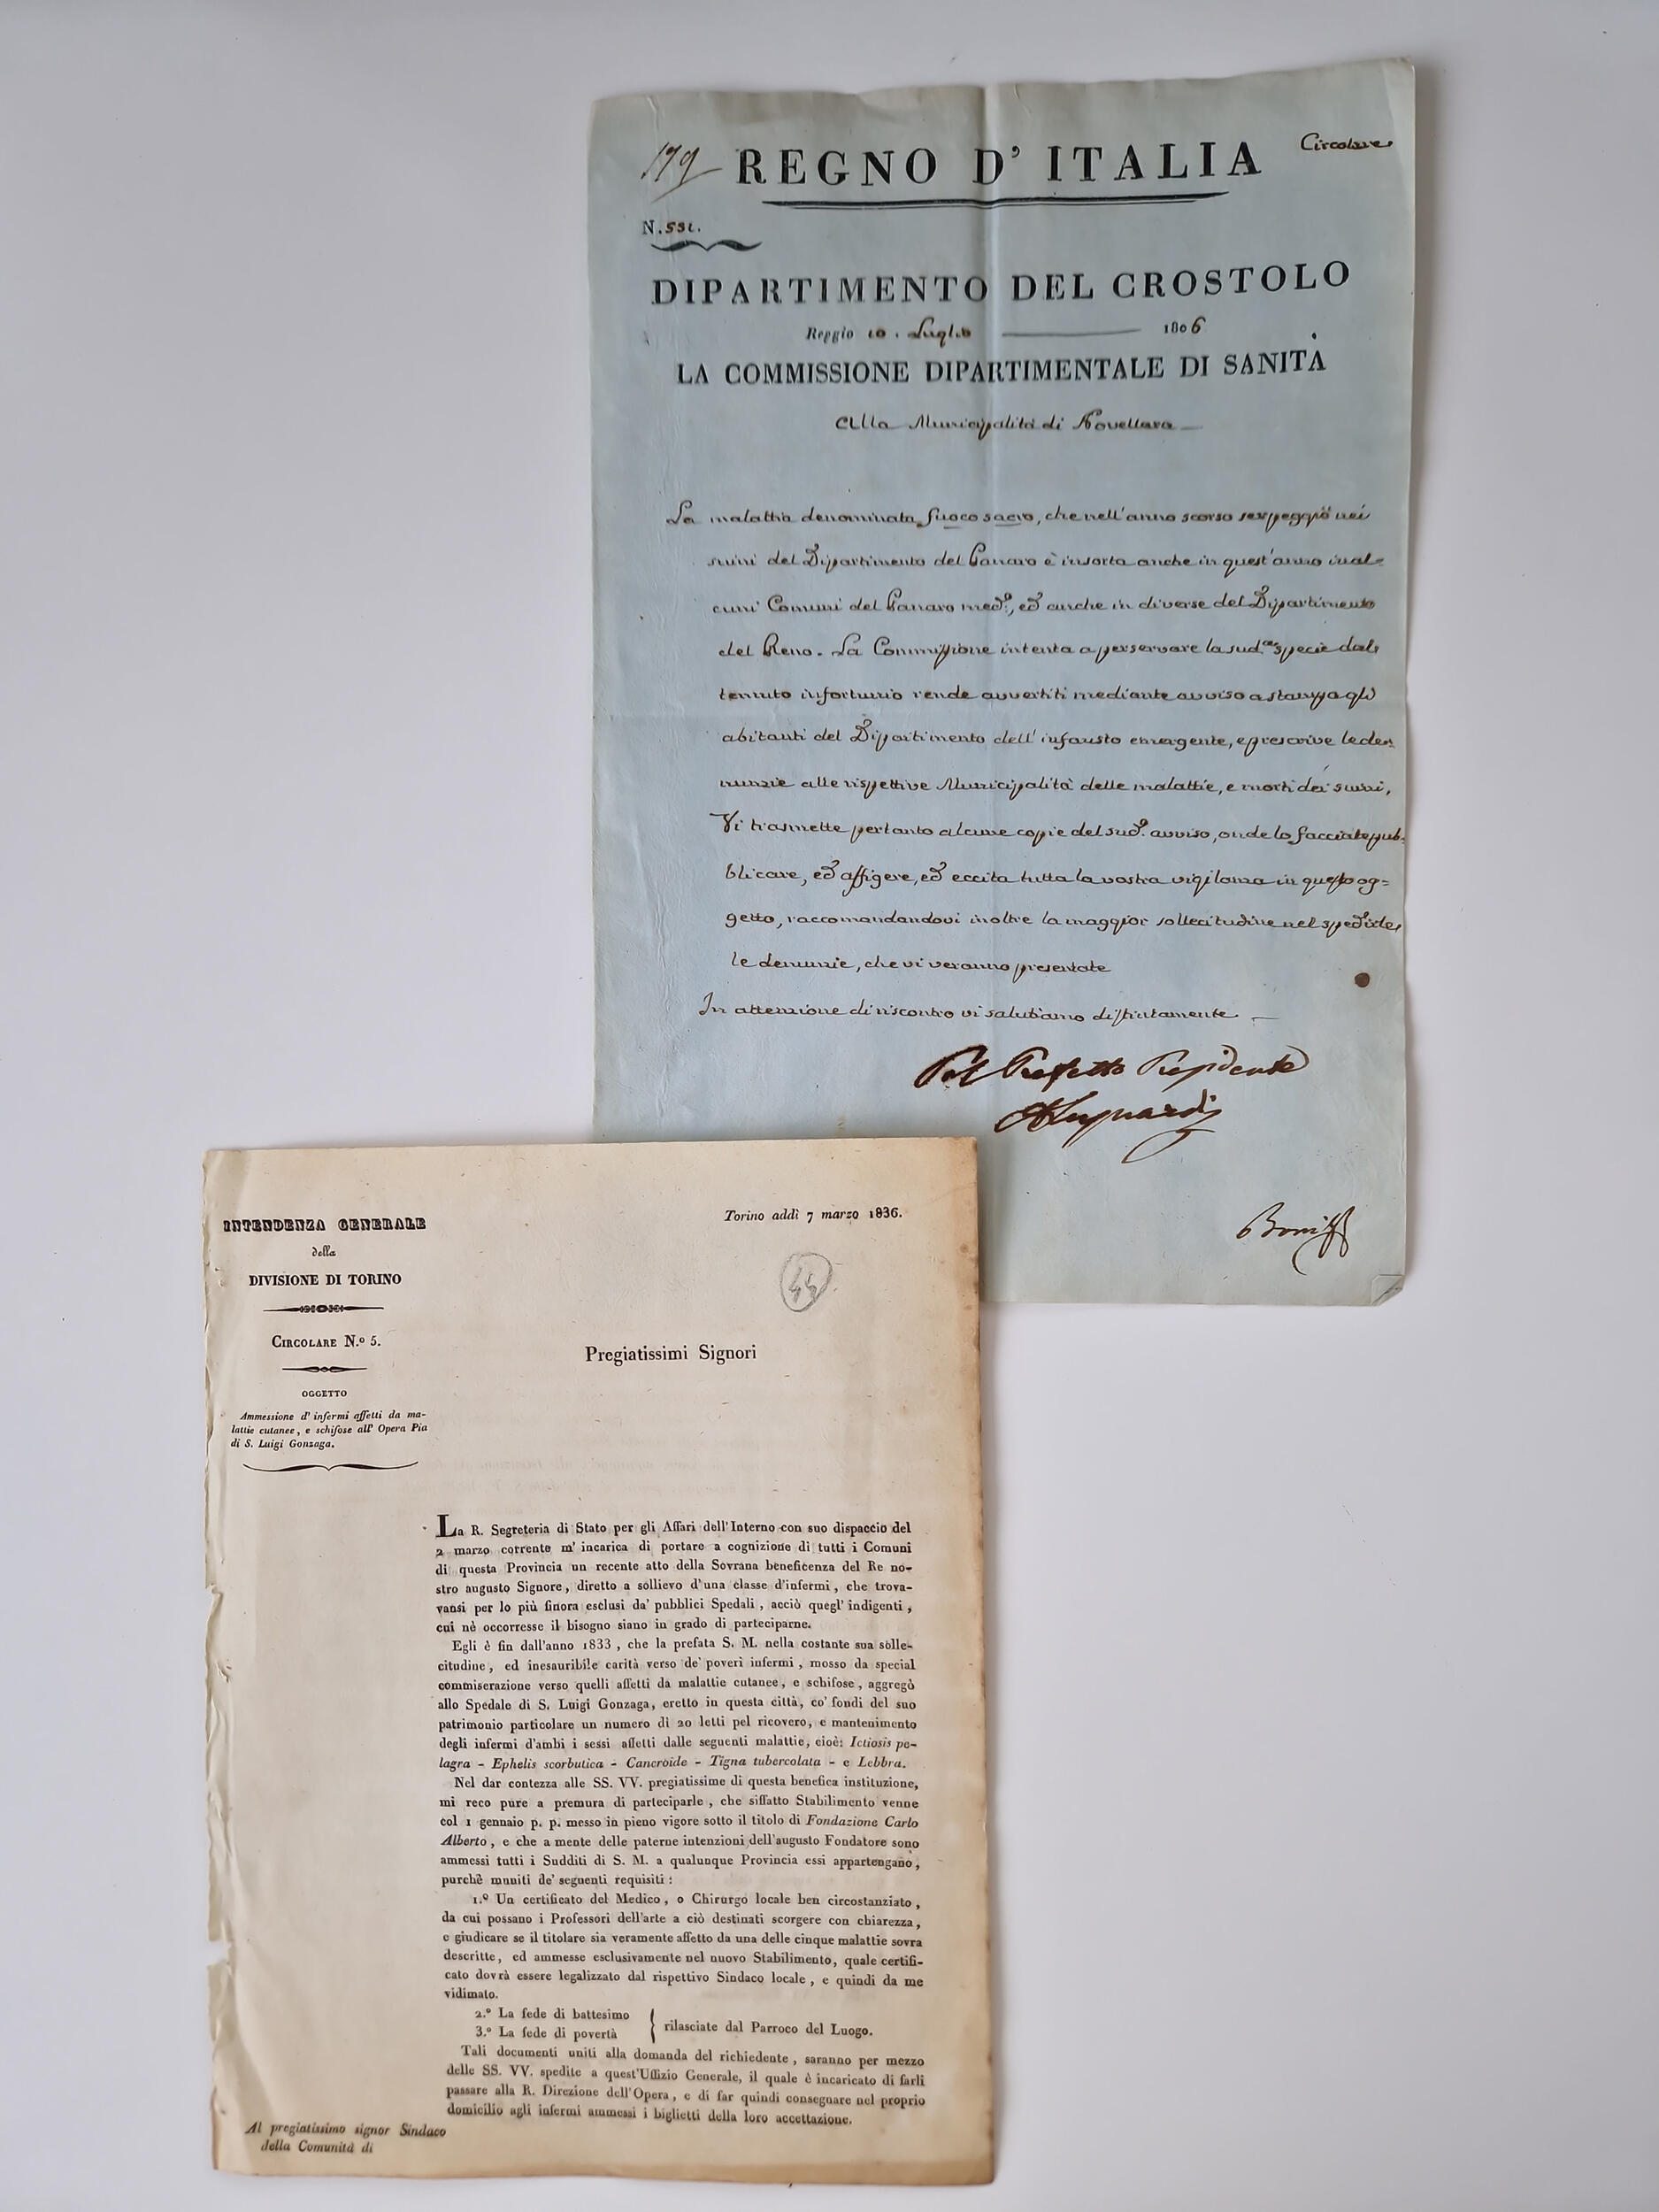 179
Circolare
REGNO D' ITALIA
N. 531.
DIPARTIMENTO DEL CROSTOLO
Reggio 10. Luglio 1806
LA COMMISSIONE DIPARTIMENTALE DI SANITÀ
Alla Municipalità di Novellara
La malattia denominata fuoco sacro, che nell'anno scorso serpeggiò nei
suini del Dipartimento del Panaro è insorta anche in quest'anno in al-
cuni Comuni del Panaro med.º, ed anche in diverse del Dipartimento
del Reno. La Commissione intenta a perservare la sud.ª specie dal
temuto infortunio rende avvertiti mediante avviso a stampa gli
abitanti del Dipartimento dell'infausto emergente, e prescrive le de-
nunzie alle rispettive Municipalità delle malattie, e morti dei suini,
Vi trasmette pertanto alcune copie del sud.º avviso, onde lo facciate pub-
blicare, ed affigere, ed eccita tutta la vostra vigilanza in questo og=
getto, raccomandandovi inoltre la maggior sollecitudine nel spedirle
le denunzie, che vi veranno presentate
In attenzione di riscontro vi salutiamo distintamente
Pel Prefetto Presidente
INTENDENZA GENERALE
della
DIVISIONE DI TORINO
CIRCOLARE N.º 5.
OGGETTO
Ammessione d' infermi affetti da ma-
lattie cutanee, e schifose all' Opera Pia
di S. Luigi Gonzaga.
Torino addì 7 marzo 1836.
44
Pregiatissimi Signori
La R. Segreteria di Stato per gli Affari dell'Interno con suo dispaccio del
2 marzo corrente m' incarica di portare a cognizione di tutti i Comuni
di questa Provincia un recente atto della Sovrana beneficenza del Re no-
stro augusto Signore, diretto a sollievo d'una classe d'infermi, che trova-
vansi per lo più finora esclusi da' pubblici Spedali, acciò quegl' indigenti,
cui nè occorresse il bisogno siano in grado di parteciparne.
Egli è fin dall'anno 1833, che la prefata S. M. nella costante sua solle-
citudine, ed inesauribile carità verso de' poveri infermi, mosso da special
commiserazione verso quelli affetti da malattie cutanee, e schifose, aggregò
allo Spedale di S. Luigi Gonzaga, eretto in questa città, co' fondi del suo
patrimonio particolare un numero di 20 letti pel ricovero, e mantenimento
degli infermi d'ambi i sessi affetti dalle seguenti malattie, cioè: Ictiosis pe-
lagra - Ephelis scorbutica - Cancroïde - Tigna tubercolata - e Lebbra.
Nel dar contezza alle SS. VV. pregiatissime di questa benefica instituzione,
mi reco pure a premura di parteciparle, che siffatto Stabilimento venne
col 1 gennaio p. p. messo in pieno vigore sotto il titolo di Fondazione Carlo
Alberto, e che a mente delle paterne intenzioni dell'augusto Fondatore sono
ammessi tutti i Sudditi di S. M. a qualunque Provincia essi appartengano,
purchè muniti de' seguenti requisiti:
1.º Un certificato del Medico, o Chirurgo locale ben circostanziato,
da cui possano i Professori dell'arte a ciò destinati scorgere con chiarezza,
e giudicare se il titolare sia veramente affetto da una delle cinque malattie sovra
descritte, ed ammesse esclusivamente nel nuovo Stabilimento, quale certifi-
cato dovrà essere legalizzato dal rispettivo Sindaco locale, e quindi da me
vidimato.
2.º La fede di battesimo
3.º La fede di povertà
rilasciate dal Parroco del Luogo.
Tali documenti uniti alla domanda del richiedente, saranno per mezzo
delle SS. VV. spedite a quest'Uffizio Generale, il quale è incaricato di farli
passare alla R. Direzione dell'Opera, e di far quindi consegnare nel proprio
domicilio agli infermi ammessi i biglietti della loro accettazione.
Al pregiatissimo signor Sindaco
della Comunità di